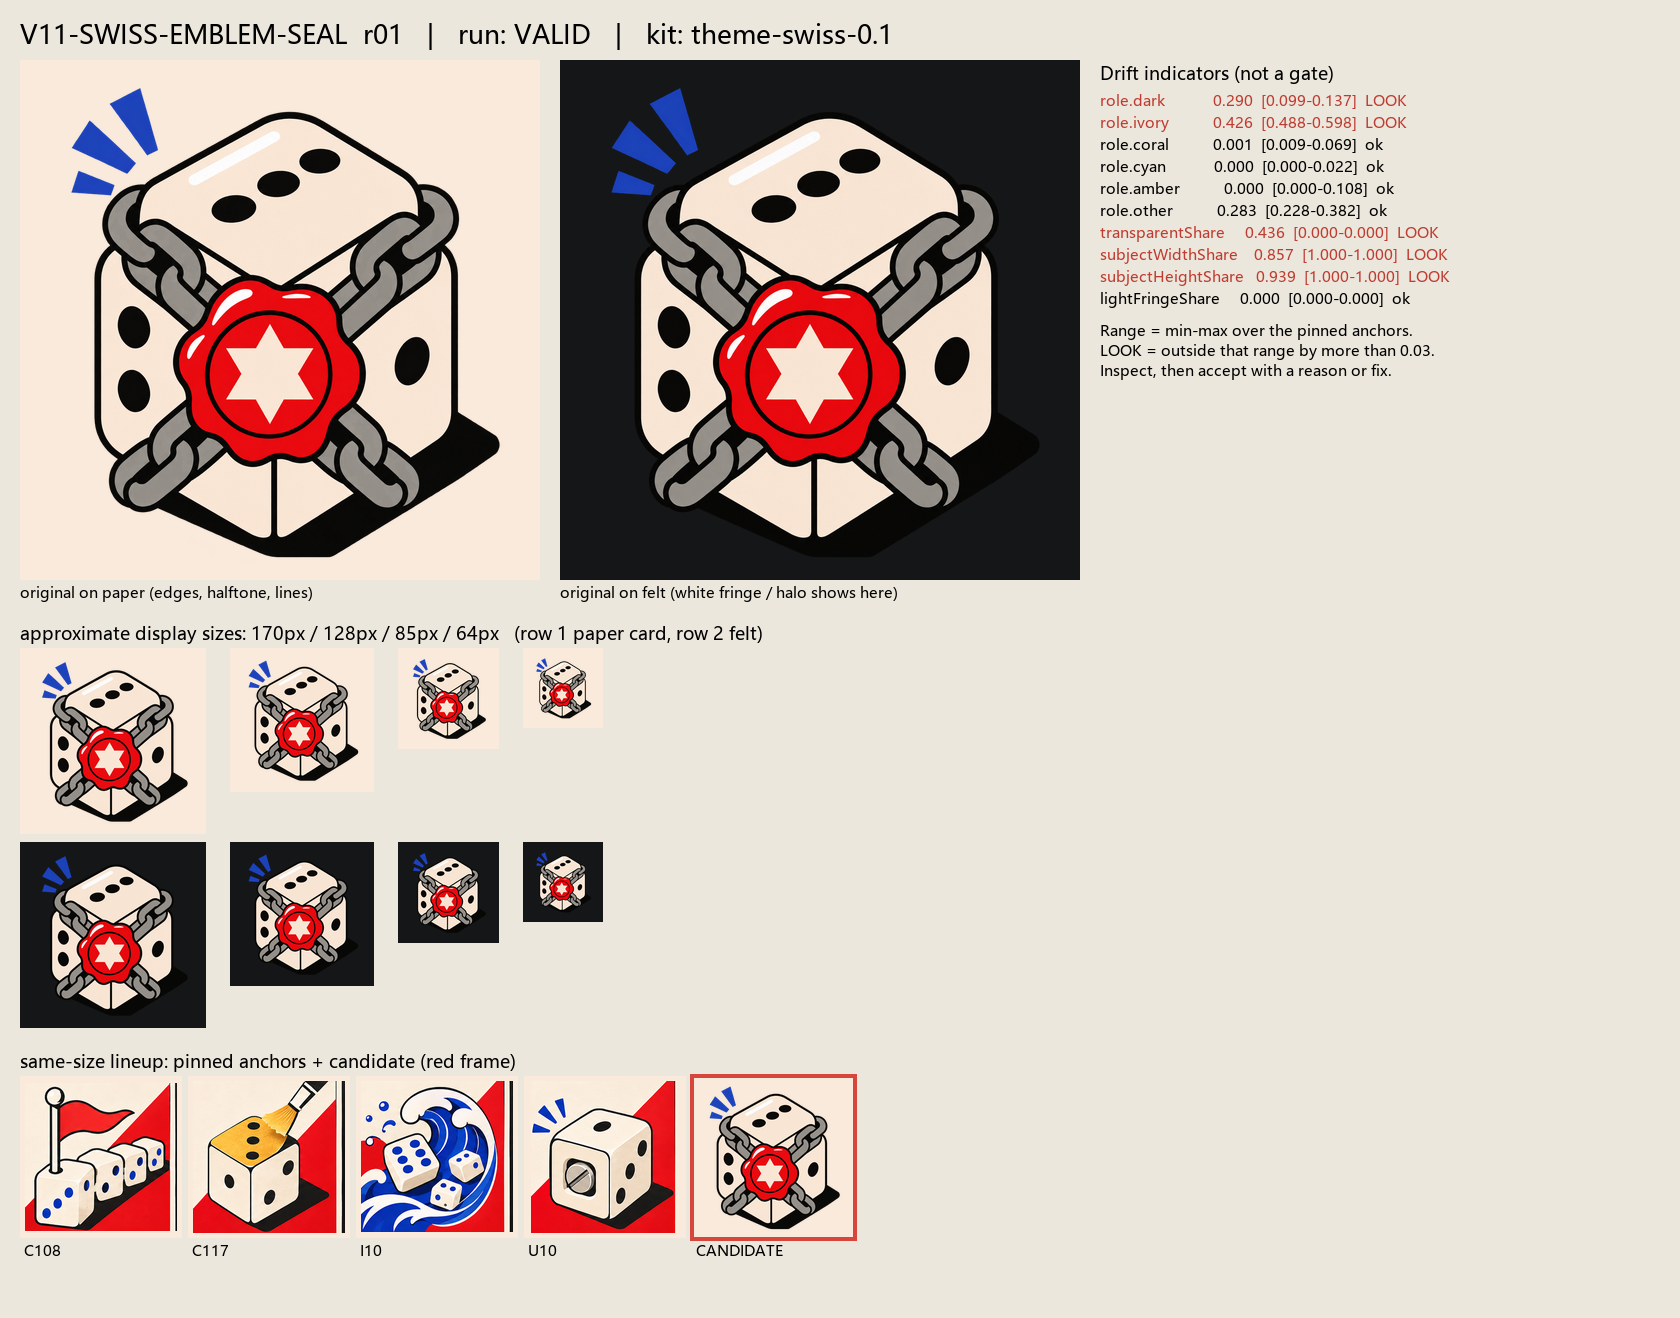 V11-SWISS-EMBLEM-SEAL r01 | run: VALID | kit: theme-swiss-0.1
Drift indicators (not a gate)
role.dark 0.290 [0.099-0.137] LOOK
role.ivory 0.426 [0.488-0.598] LOOK
role.coral 0.001 [0.009-0.069] ok
role.cyan 0.000 [0.000-0.022] ok
role.amber 0.000 [0.000-0.108] ok
role.other 0.283 [0.228-0.382] ok
transparentShare 0.436 [0.000-0.000] LOOK
subjectWidthShare 0.857 [1.000-1.000] LOOK
subjectHeightShare 0.939 [1.000-1.000] LOOK
lightFringeShare 0.000 [0.000-0.000] ok
Range = min-max over the pinned anchors.
LOOK = outside that range by more than 0.03.
Inspect, then accept with a reason or fix.
original on paper (edges, halftone, lines)
original on felt (white fringe / halo shows here)
approximate display sizes: 170px / 128px / 85px / 64px (row 1 paper card, row 2 felt)
same-size lineup: pinned anchors + candidate (red frame)
C108
C117
I10
U10
CANDIDATE